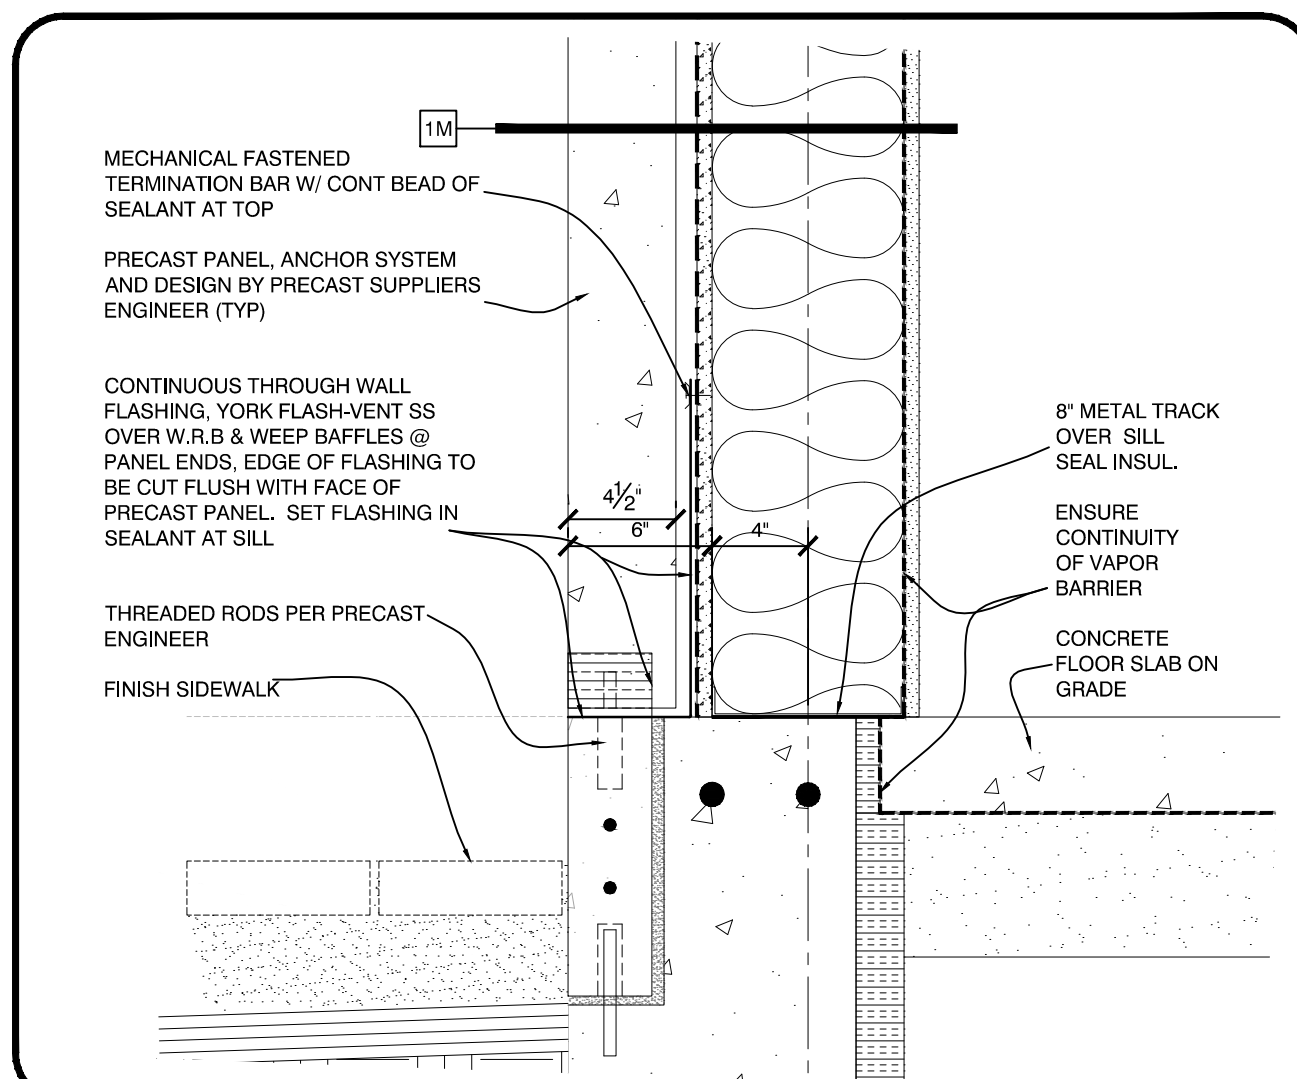 1M
MECHANICAL FASTENED
TERMINATION BAR W/ CONT BEAD OF
SEALANT AT TOP
PRECAST PANEL, ANCHOR SYSTEM
AND DESIGN BY PRECAST SUPPLIERS
ENGINEER (TYP)
CONTINUOUS THROUGH WALL
FLASHING, YORK FLASH-VENT SS
OVER W.R.B & WEEP BAFFLES @
PANEL ENDS, EDGE OF FLASHING TO
BE CUT FLUSH WITH FACE OF
PRECAST PANEL.  SET FLASHING IN
SEALANT AT SILL
THREADED RODS PER PRECAST
ENGINEER
FINISH SIDEWALK
4½"
6"
4"
8" METAL TRACK
OVER  SILL
SEAL INSUL.
ENSURE
CONTINUITY
OF VAPOR
BARRIER
CONCRETE
FLOOR SLAB ON
GRADE